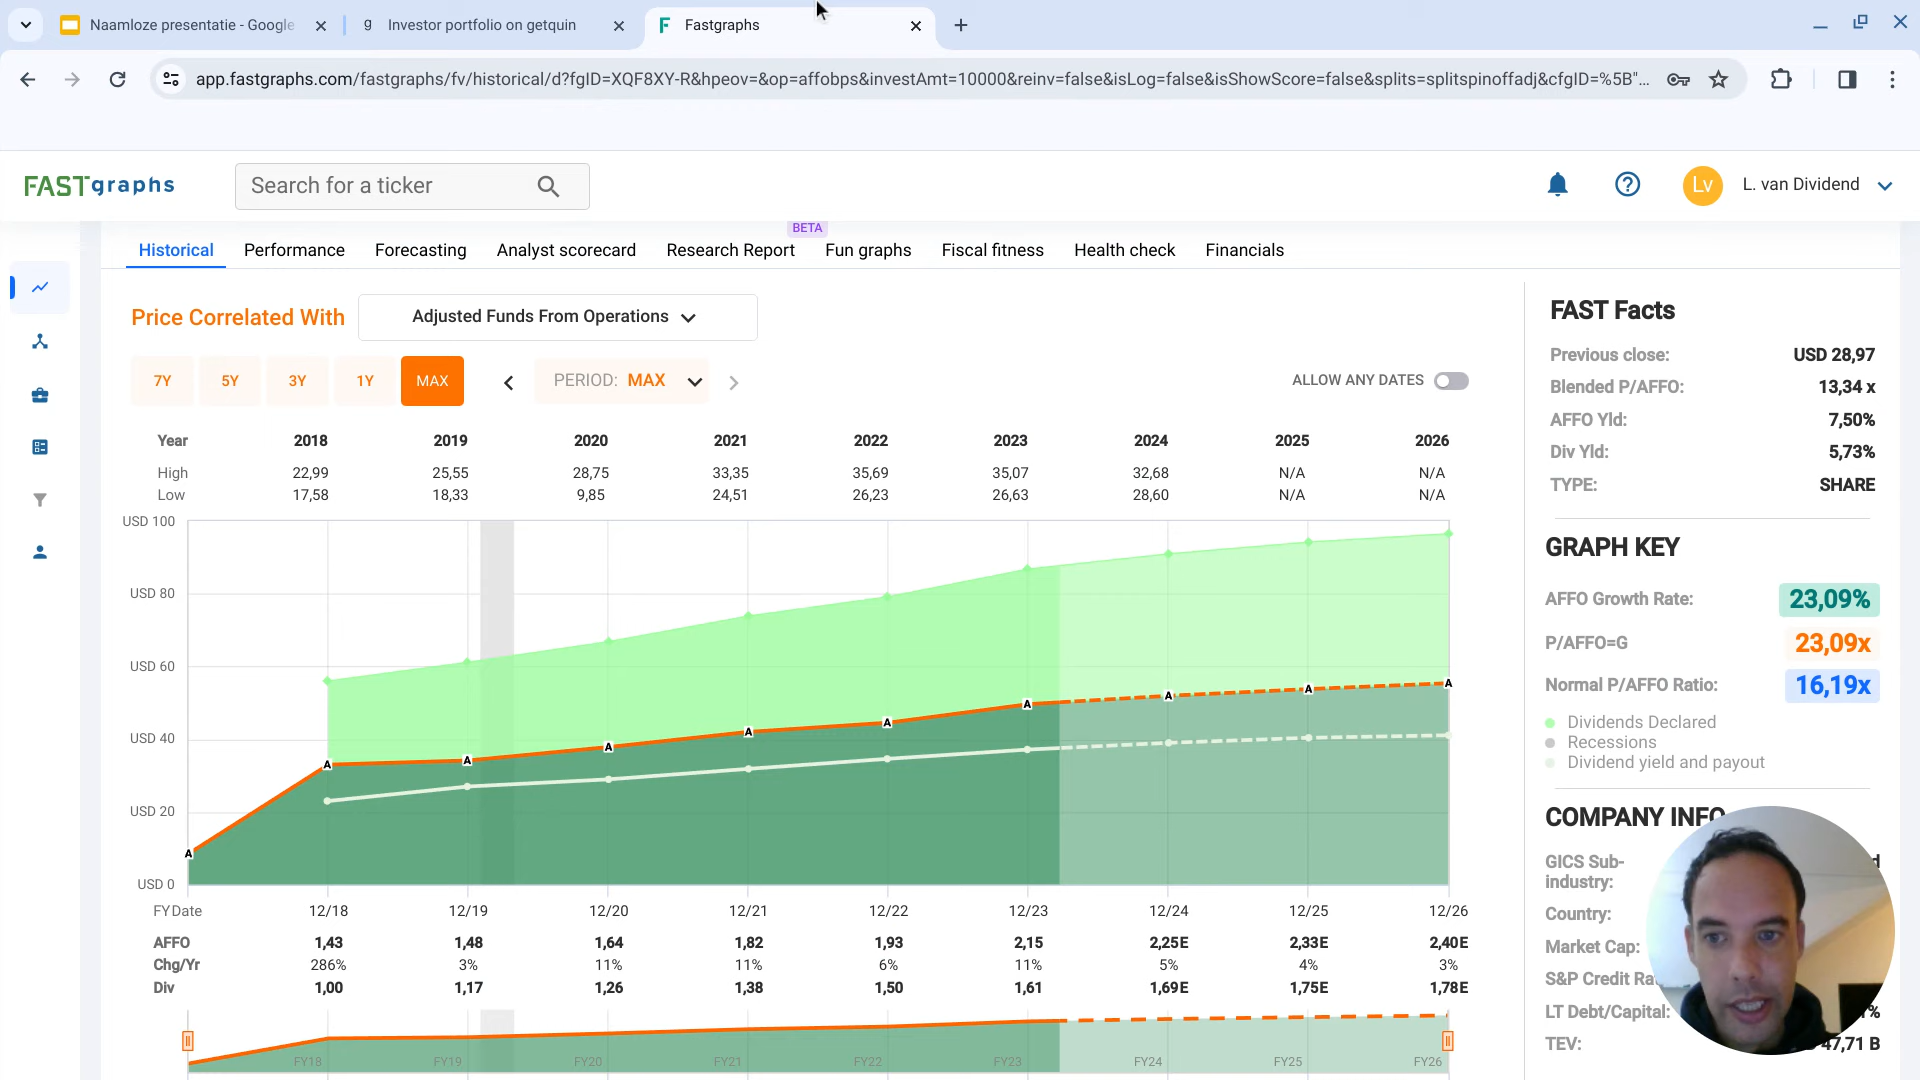 Naamloze presentatie - Google
Investor portfolio on getquin
Fastgraphs
app.fastgraphs.com/fastgraphs/fv/historical/d?fgID=XQF8XY-R&hpeov=&op=affobps&investAmt=10000&reinv=false&isLog=false&isShowScore=false&splits=splitspinoffadj&cfgID=%5B"...
FASTgraphs
Search for a ticker
Lv
L. van Dividend
BETA
Historical Performance Forecasting Analyst scorecard Research Report Fun graphs Fiscal fitness Health check Financials
Price Correlated With
Adjusted Funds From Operations
7Y 5Y 3Y 1Y MAX
PERIOD: MAX
ALLOW ANY DATES
Year 2018 2019 2020 2021 2022 2023 2024 2025 2026
High 22,99 25,55 28,75 33,35 35,69 35,07 32,68 N/A N/A
Low 17,58 18,33 9,85 24,51 26,23 26,63 28,60 N/A N/A
USD 100
USD 80
USD 60
USD 40
USD 20
USD 0
A A A A A A A A A A
FYDate 12/18 12/19 12/20 12/21 12/22 12/23 12/24 12/25 12/26
AFFO 1,43 1,48 1,64 1,82 1,93 2,15 2,25E 2,33E 2,40E
Chg/Yr 286% 3% 11% 11% 6% 11% 5% 4% 3%
Div 1,00 1,17 1,26 1,38 1,50 1,61 1,69E 1,75E 1,78E
FY18 FY19 FY20 FY21 FY22 FY23 FY24 FY25 FY26
FAST Facts
Previous close: USD 28,97
Blended P/AFFO: 13,34 x
AFFO Yld: 7,50%
Div Yld: 5,73%
TYPE: SHARE
GRAPH KEY
AFFO Growth Rate: 23,09%
P/AFFO=G 23,09x
Normal P/AFFO Ratio: 16,19x
Dividends Declared
Recessions
Dividend yield and payout
COMPANY INFO
GICS Sub-
industry:
Country:
Market Cap:
S&P Credit
LT Debt/Capital: %
TEV: 47,71 B